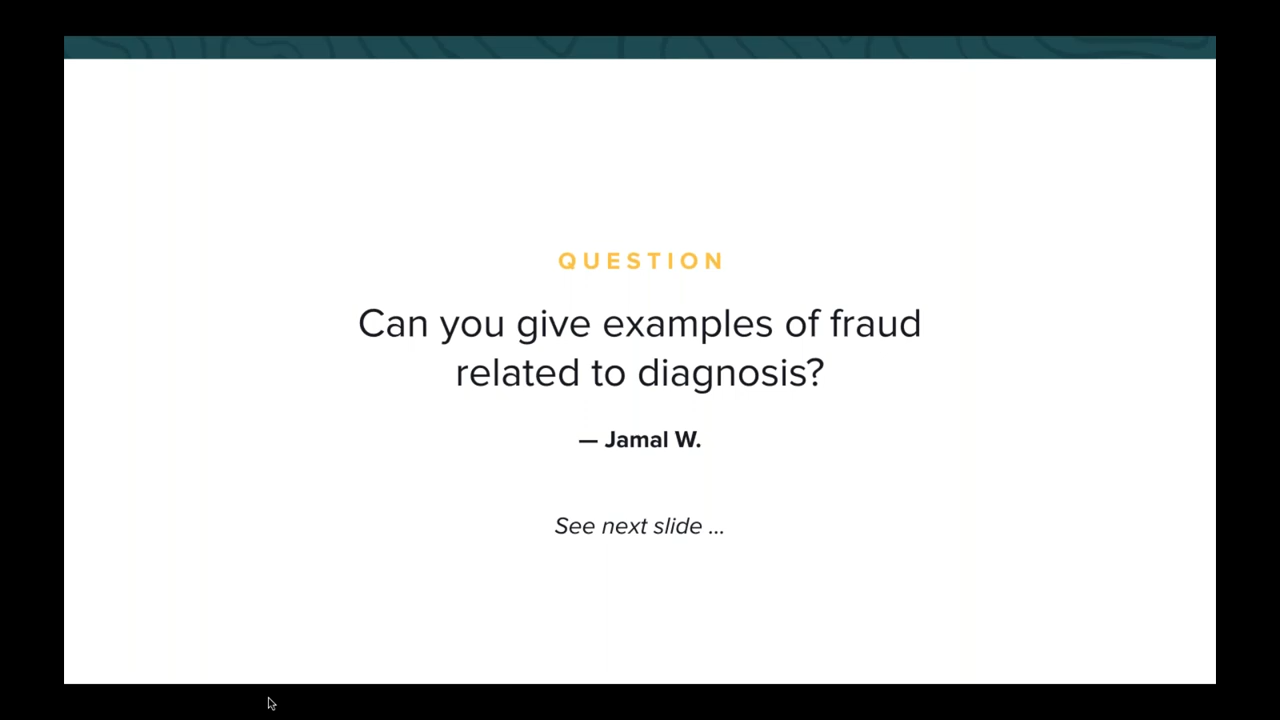 QUESTION
Can you give examples of fraud
related to diagnosis?
— Jamal W.
See next slide ...